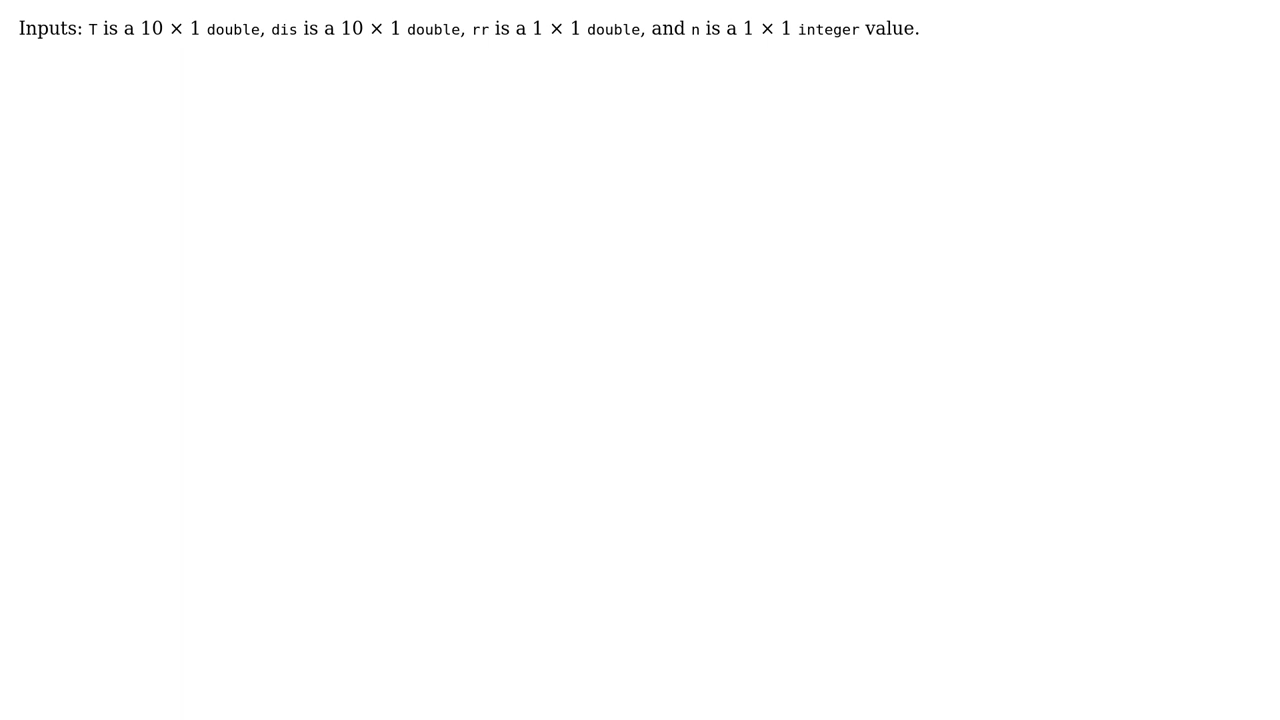 Inputs: T is a 10 × 1 double, dis is a 10 × 1 double, rr is a 1 × 1 double, and n is a 1 × 1 integer value.